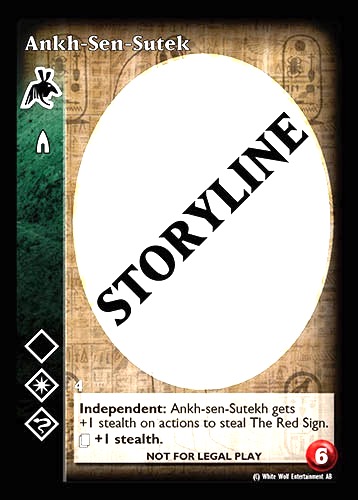 Ankh-Sen-Sutek
STORYLINE
4
Independent: Ankh-sen-Sutekh gets
+1 stealth on actions to steal The Red Sign.
+1 stealth.
NOT FOR LEGAL PLAY
6
(C) White Wolf Entertainment AB